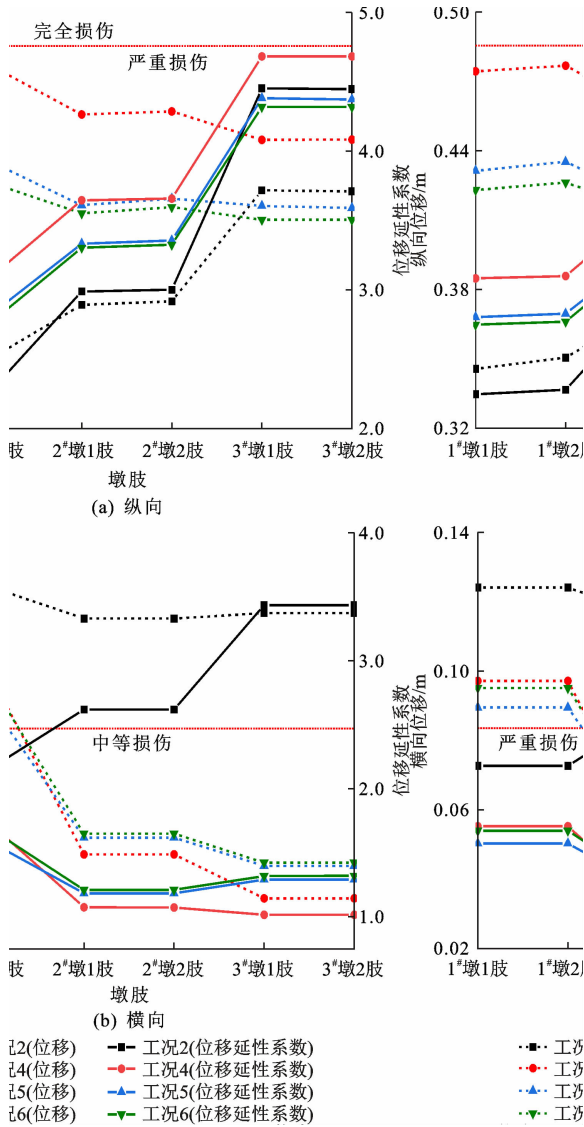 完全损伤
严重损伤
5.0
4.0
3.0
2.0
位移延性系数
肢 2#墩1肢 2#墩2肢 3#墩1肢 3#墩2肢
墩肢
(a) 纵向
纵向位移/m
0.50
0.44
0.38
0.32
1#墩1肢 1#墩2肢
中等损伤
4.0
3.0
2.0
1.0
位移延性系数
肢 2#墩1肢 2#墩2肢 3#墩1肢 3#墩2肢
墩肢
(b) 横向
横向位移/m
0.14
0.10
0.06
0.02
严重损伤
1#墩1肢 1#墩2肢
况2(位移) 工况2(位移延性系数) 工况
况4(位移) 工况4(位移延性系数) 工况
况5(位移) 工况5(位移延性系数) 工况
况6(位移) 工况6(位移延性系数) 工况